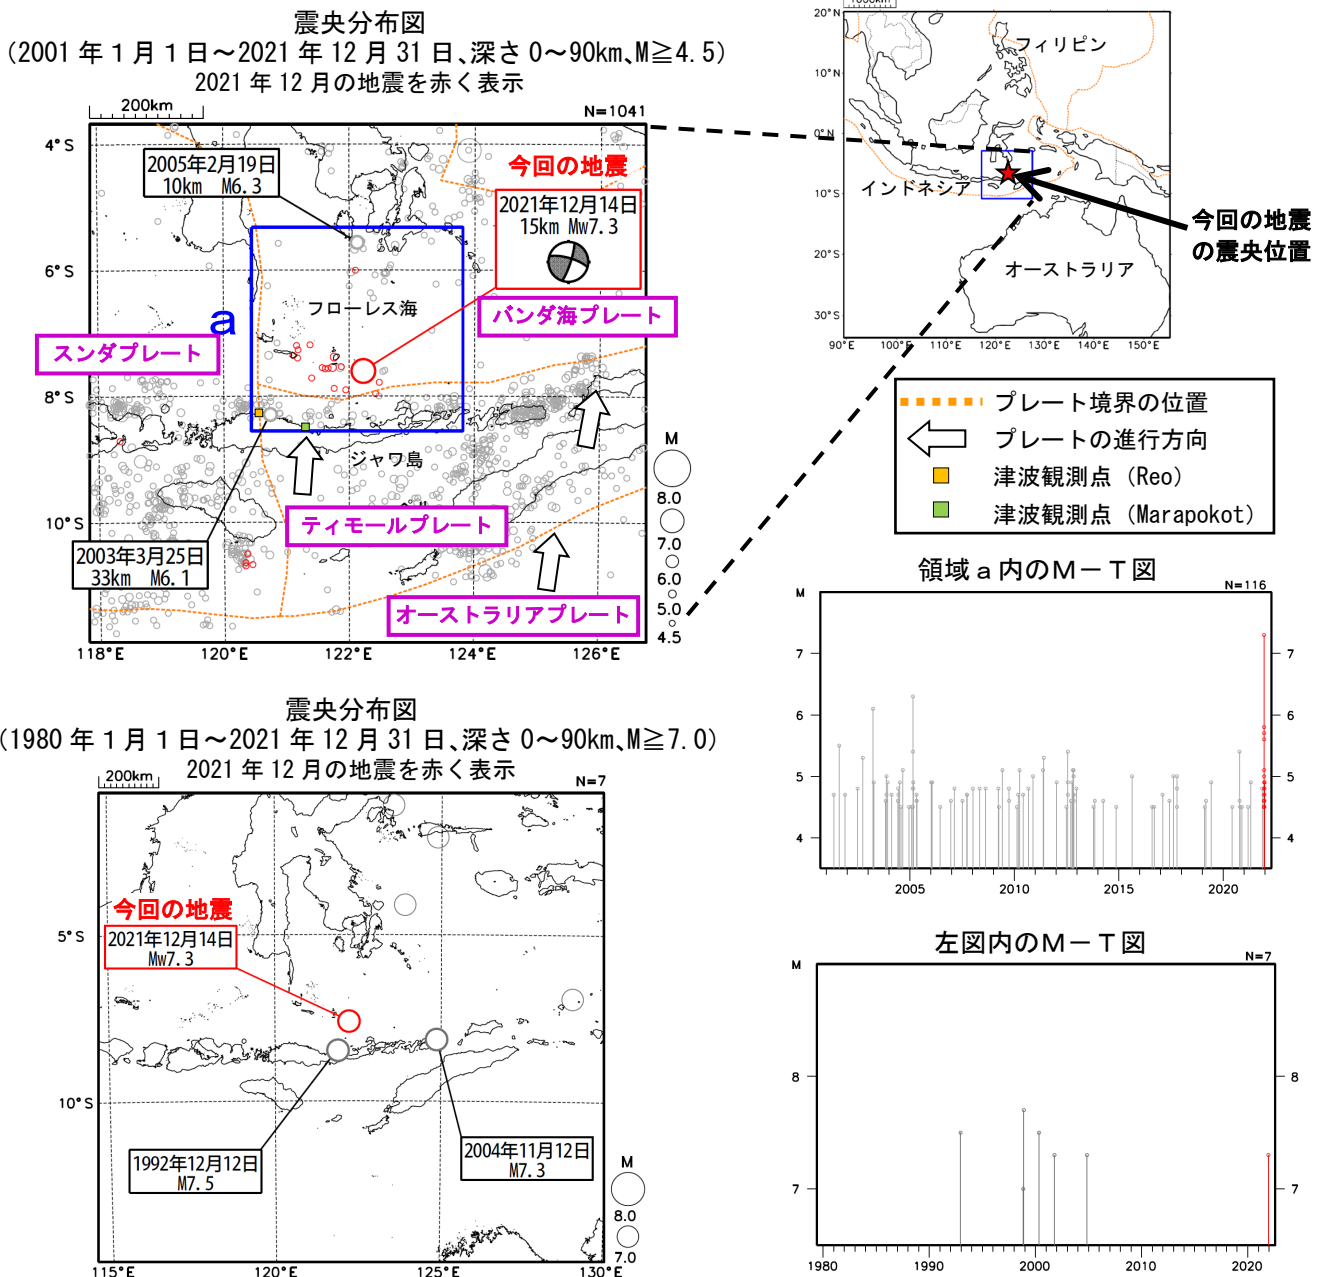 震央分布図
(2001年1月1日～2021年12月31日、深さ0～90km、M≧4.5)
2021年12月の地震を赤く表示
200km
N=1041
4°S
6°S
8°S
10°S
118°E
120°E
122°E
124°E
126°E
2005年2月19日
10km M6.3
今回の地震
2021年12月14日
15km Mw7.3
フローレス海
a
バンダ海プレート
スンダプレート
ジャワ島
ティモールプレート
2003年3月25日
33km M6.1
オーストラリアプレート
M
8.0
7.0
6.0
5.0
4.5
20°N
10°N
0°N
10°S
20°S
30°S
90°E
100°E
110°E
120°E
130°E
140°E
150°E
フィリピン
インドネシア
オーストラリア
今回の地震
の震央位置
プレート境界の位置
プレートの進行方向
津波観測点（Reo）
津波観測点（Marapokot）
領域a内のM－T図
M
N=116
7
6
5
4
7
6
5
4
2005
2010
2015
2020
震央分布図
(1980年1月1日～2021年12月31日、深さ0～90km、M≧7.0)
2021年12月の地震を赤く表示
200km
N=7
5°S
10°S
115°E
120°E
125°E
130°E
今回の地震
2021年12月14日
Mw7.3
1992年12月12日
M7.5
2004年11月12日
M7.3
M
8.0
7.0
左図内のM－T図
M
N=7
8
7
8
7
1980
1990
2000
2010
2020